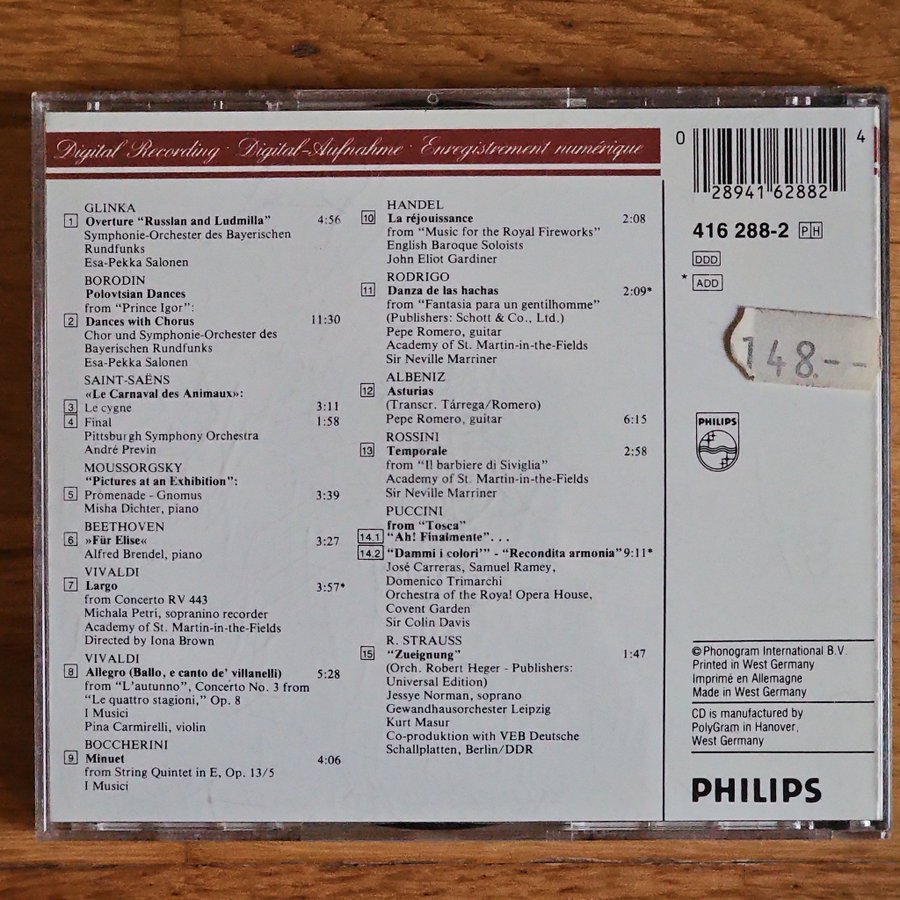 Digital Recording · Digital-Aufnahme · Enregistrement numérique
GLINKA
1 Overture “Russlan and Ludmilla” 4:56
Symphonie-Orchester des Bayerischen
Rundfunks
Esa-Pekka Salonen
BORODIN
Polovtsian Dances
from “Prince Igor”:
2 Dances with Chorus 11:30
Chor und Symphonie-Orchester des
Bayerischen Rundfunks
Esa-Pekka Salonen
SAINT-SAËNS
«Le Carnaval des Animaux»:
3 Le cygne 3:11
4 Final 1:58
Pittsburgh Symphony Orchestra
André Previn
MOUSSORGSKY
“Pictures at an Exhibition”:
5 Promenade - Gnomus 3:39
Misha Dichter, piano
BEETHOVEN
6 »Für Elise« 3:27
Alfred Brendel, piano
VIVALDI
7 Largo 3:57*
from Concerto RV 443
Michala Petri, sopranino recorder
Academy of St. Martin-in-the-Fields
Directed by Iona Brown
VIVALDI
8 Allegro (Ballo, e canto de’ villanelli) 5:28
from “L’autunno”, Concerto No. 3 from
“Le quattro stagioni,” Op. 8
I Musici
Pina Carmirelli, violin
BOCCHERINI
9 Minuet 4:06
from String Quintet in E, Op. 13/5
I Musici
HANDEL
10 La réjouissance 2:08
from “Music for the Royal Fireworks”
English Baroque Soloists
John Eliot Gardiner
RODRIGO
11 Danza de las hachas 2:09*
from “Fantasia para un gentilhomme”
(Publishers: Schott & Co., Ltd.)
Pepe Romero, guitar
Academy of St. Martin-in-the-Fields
Sir Neville Marriner
ALBENIZ
12 Asturias
(Transcr. Tárrega/Romero)
Pepe Romero, guitar 6:15
ROSSINI
13 Temporale 2:58
from “Il barbiere di Siviglia”
Academy of St. Martin-in-the-Fields
Sir Neville Marriner
PUCCINI
from “Tosca”
14.1 “Ah! Finalmente”. . .
14.2 “Dammi i colori’” - “Recondita armonia” 9:11*
José Carreras, Samuel Ramey,
Domenico Trimarchi
Orchestra of the Royal Opera House,
Covent Garden
Sir Colin Davis
R. STRAUSS
15 “Zueignung” 1:47
(Orch. Robert Heger - Publishers:
Universal Edition)
Jessye Norman, soprano
Gewandhausorchester Leipzig
Kurt Masur
Co-produktion with VEB Deutsche
Schallplatten, Berlin/DDR
0 28941 62882 4
416 288-2 PH
DDD
* ADD
148.--
PHILIPS
© Phonogram International B.V.
Printed in West Germany
Imprimé en Allemagne
Made in West Germany
CD is manufactured by
PolyGram in Hanover,
West Germany
PHILIPS